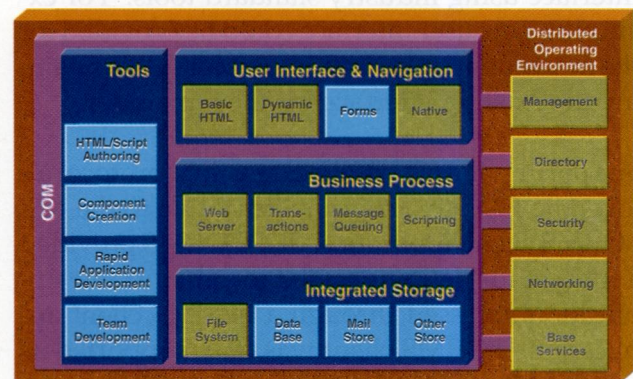 COM
Tools
HTML/Script
Authoring
Component
Creation
Rapid
Application
Development
Team
Development
User Interface & Navigation
Basic
HTML
Dynamic
HTML
Forms
Native
Business Process
Web
Server
Trans-
actions
Message
Queuing
Scripting
Integrated Storage
File
System
Data
Base
Mail
Store
Other
Store
Distributed
Operating
Environment
Management
Directory
Security
Networking
Base
Services